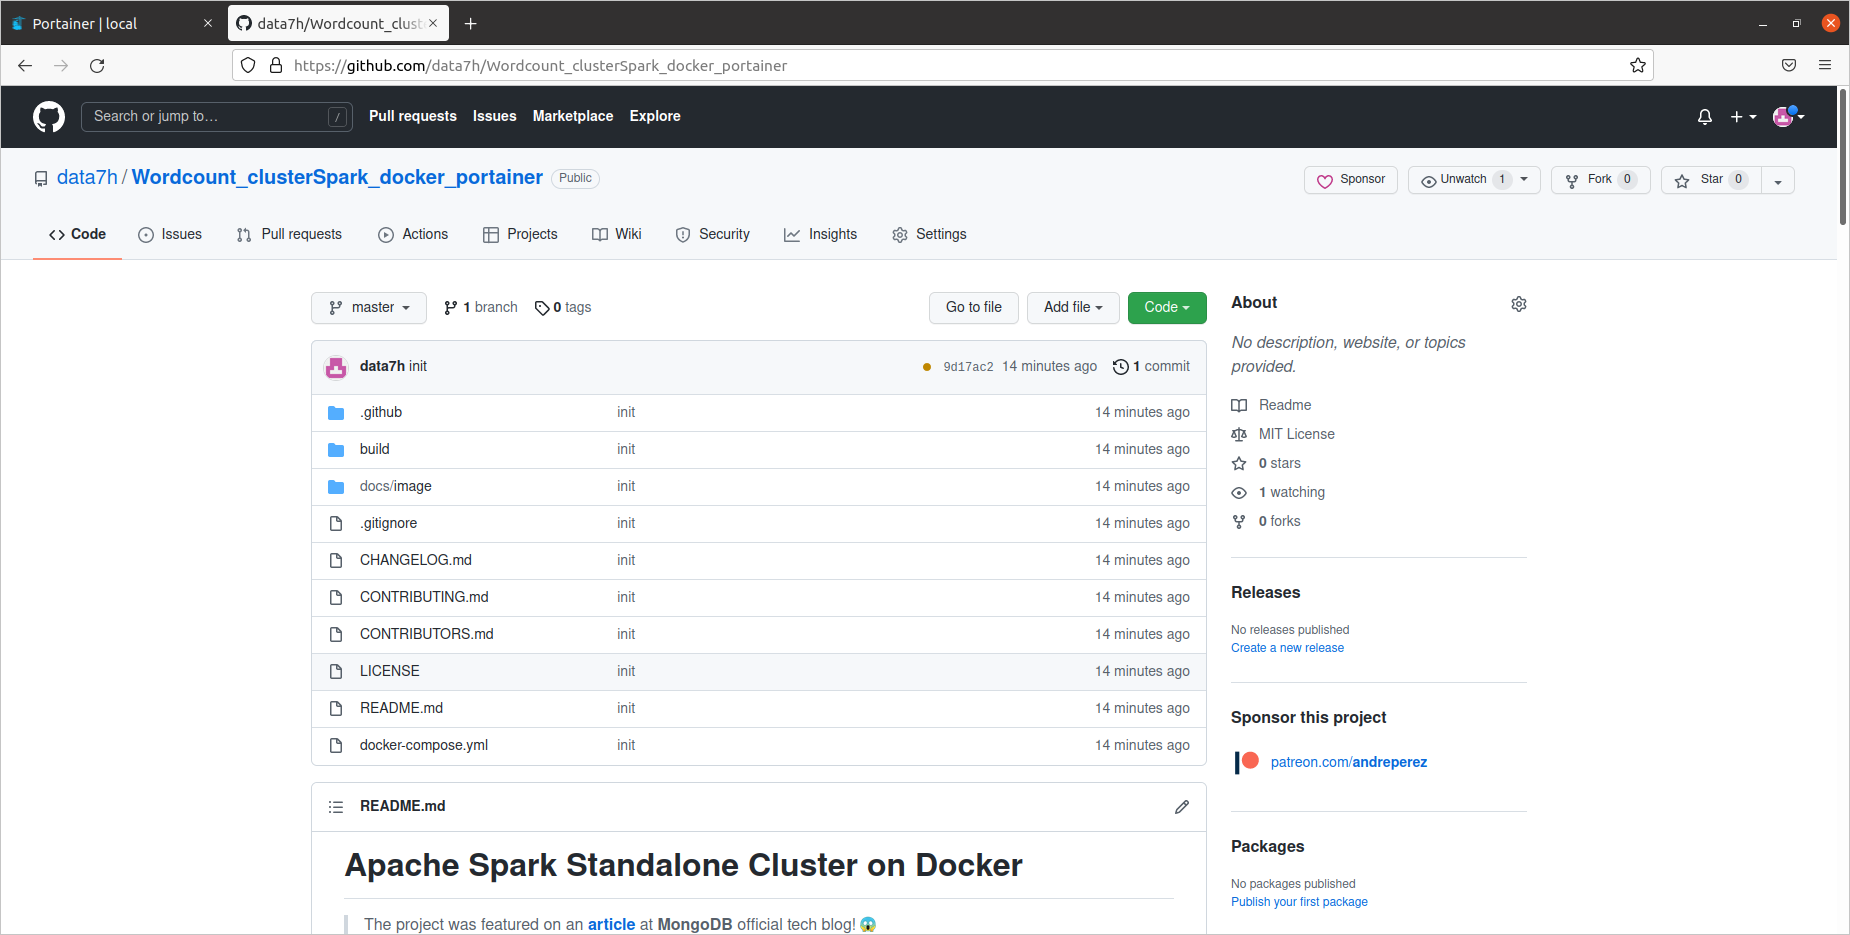 Portainer | local
data7h/Wordcount_clust
https://github.com/data7h/Wordcount_clusterSpark_docker_portainer
Search or jump to… / Pull requests Issues Marketplace Explore
data7h / Wordcount_clusterSpark_docker_portainer Public
Sponsor Unwatch 1 Fork 0 Star 0
Code Issues Pull requests Actions Projects Wiki Security Insights Settings
master 1 branch 0 tags Go to file Add file Code
data7h init 9d17ac2 14 minutes ago 1 commit
.github init 14 minutes ago
build init 14 minutes ago
docs/image init 14 minutes ago
.gitignore init 14 minutes ago
CHANGELOG.md init 14 minutes ago
CONTRIBUTING.md init 14 minutes ago
CONTRIBUTORS.md init 14 minutes ago
LICENSE init 14 minutes ago
README.md init 14 minutes ago
docker-compose.yml init 14 minutes ago
README.md
Apache Spark Standalone Cluster on Docker
The project was featured on an article at MongoDB official tech blog! 😱
About
No description, website, or topics
provided.
Readme
MIT License
0 stars
1 watching
0 forks
Releases
No releases published
Create a new release
Sponsor this project
patreon.com/andreperez
Packages
No packages published
Publish your first package